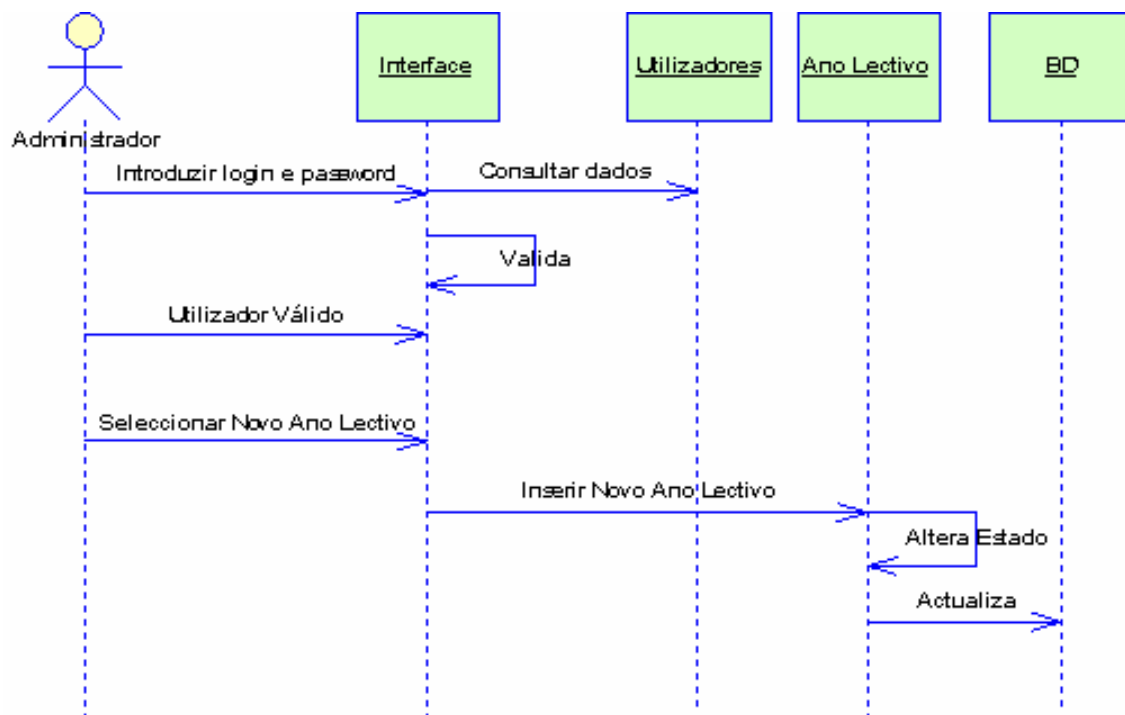 Interface
Utilizadores
Ano Lectivo
BD
Administrador
Introduzir login e password
Consultar dados
Valida
Utilizador Válido
Seleccionar Novo Ano Lectivo
Inserir Novo Ano Lectivo
Altera Estado
Actualiza